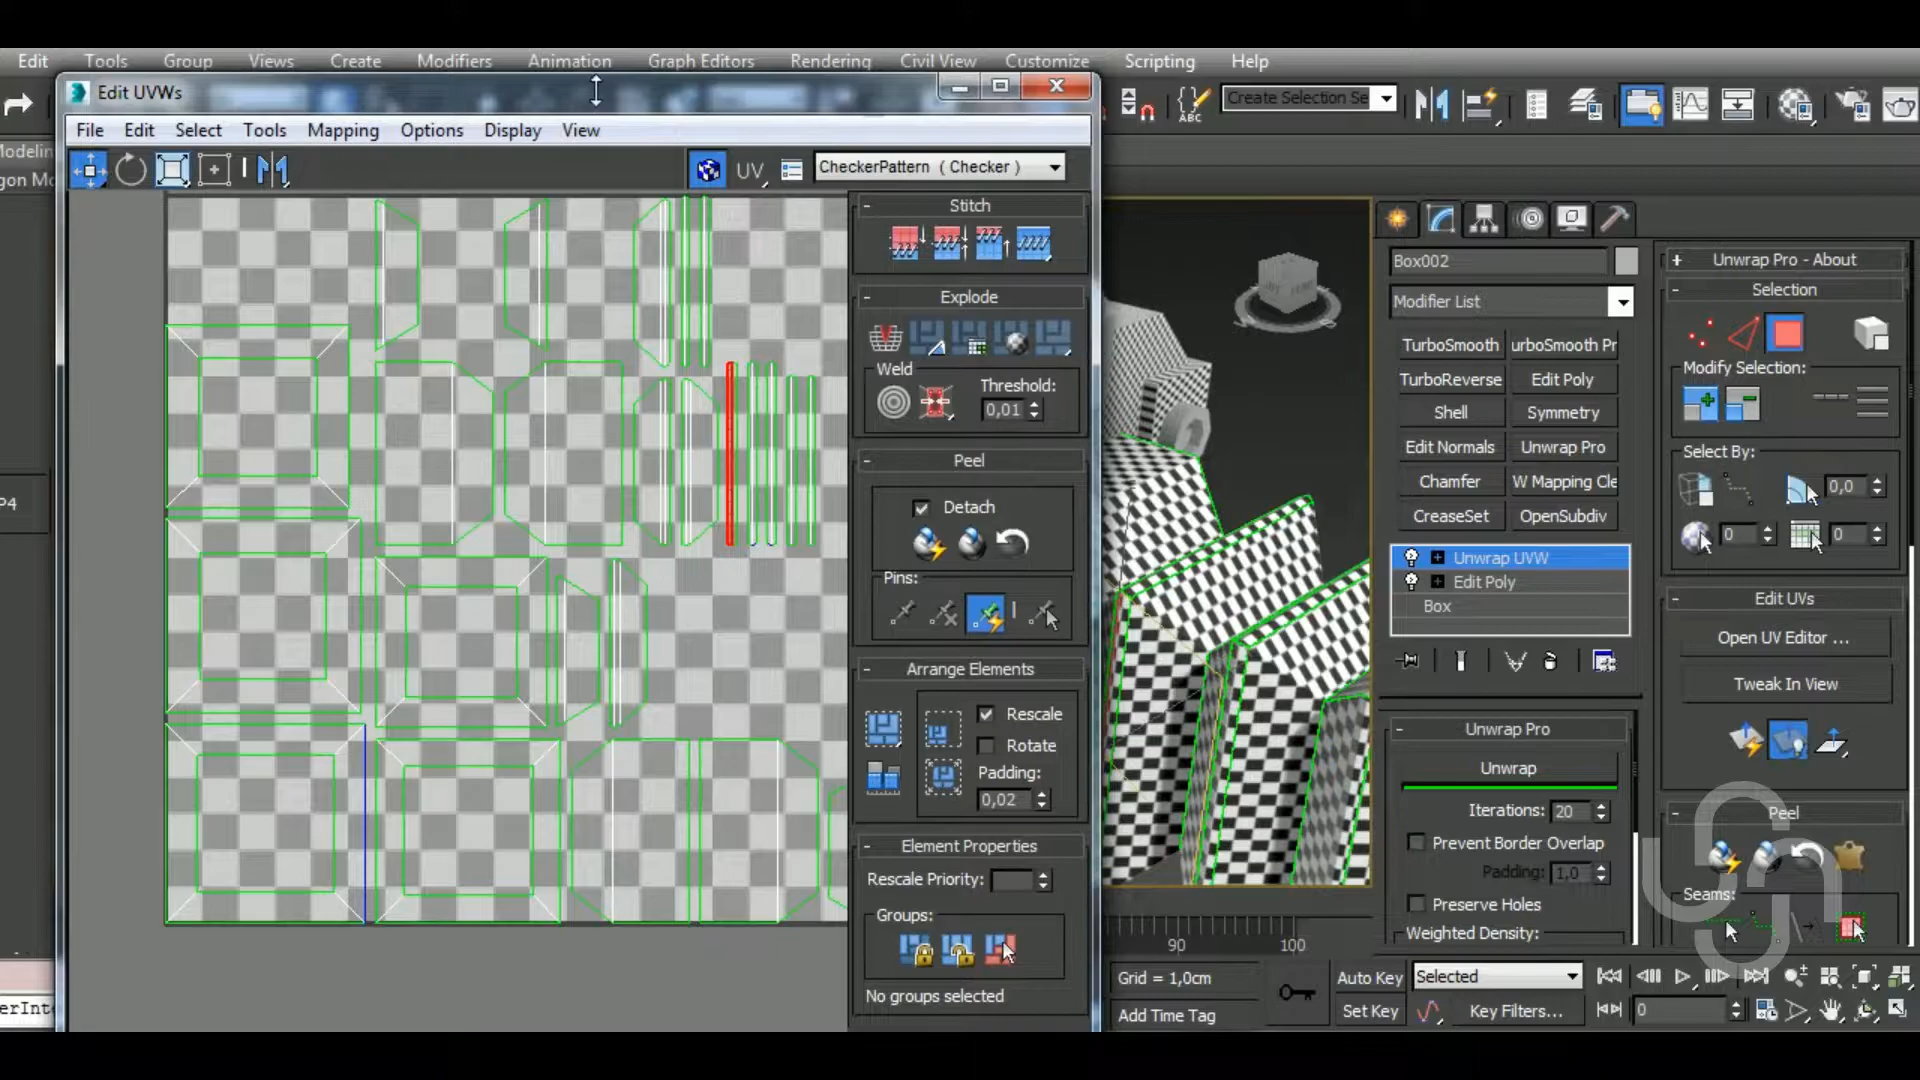 Edit Tools Group Views Create Modifiers Animation Graph Editors Rendering Civil View Customize Scripting Help
Edit UVWs
ABC
Create Selection Se
File Edit Select Tools Mapping Options Display View
UV
CheckerPattern ( Checker )
Stitch
Explode
Weld
Threshold:
0,01
Peel
Detach
Pins:
Arrange Elements
Rescale
Rotate
Padding:
0,02
Element Properties
Rescale Priority:
Groups:
No groups selected
P4
90 100
Grid = 1,0cm
Add Time Tag
Auto Key
Selected
Set Key
Key Filters...
0
Box002
Modifier List
TurboSmooth
urboSmooth Pr
TurboReverse
Edit Poly
Shell
Symmetry
Edit Normals
Unwrap Pro
Chamfer
W Mapping Cle
CreaseSet
OpenSubdiv
Unwrap UVW
Edit Poly
Box
Unwrap Pro
Unwrap
Iterations: 20
Prevent Border Overlap
Padding: 1,0
Preserve Holes
Weighted Density:
+ Unwrap Pro - About
- Selection
Modify Selection:
Select By:
0,0
0
0
- Edit UVs
Open UV Editor ...
Tweak In View
- Peel
Seams: